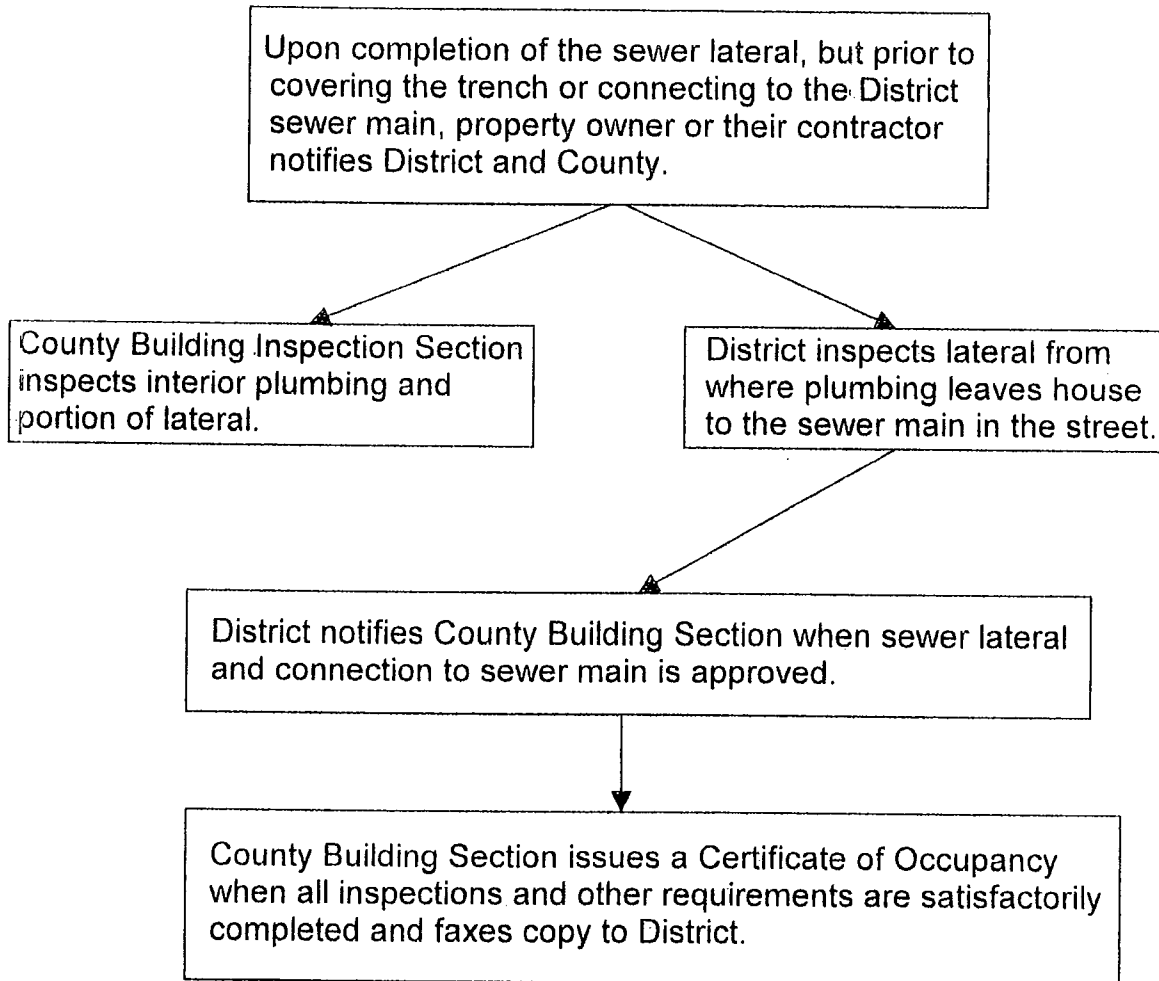 Upon completion of the sewer lateral, but prior to
covering the trench or connecting to the District
sewer main, property owner or their contractor
notifies District and County.
County Building Inspection Section
inspects interior plumbing and
portion of lateral.
District inspects lateral from
where plumbing leaves house
to the sewer main in the street.
District notifies County Building Section when sewer lateral
and connection to sewer main is approved.
County Building Section issues a Certificate of Occupancy
when all inspections and other requirements are satisfactorily
completed and faxes copy to District.